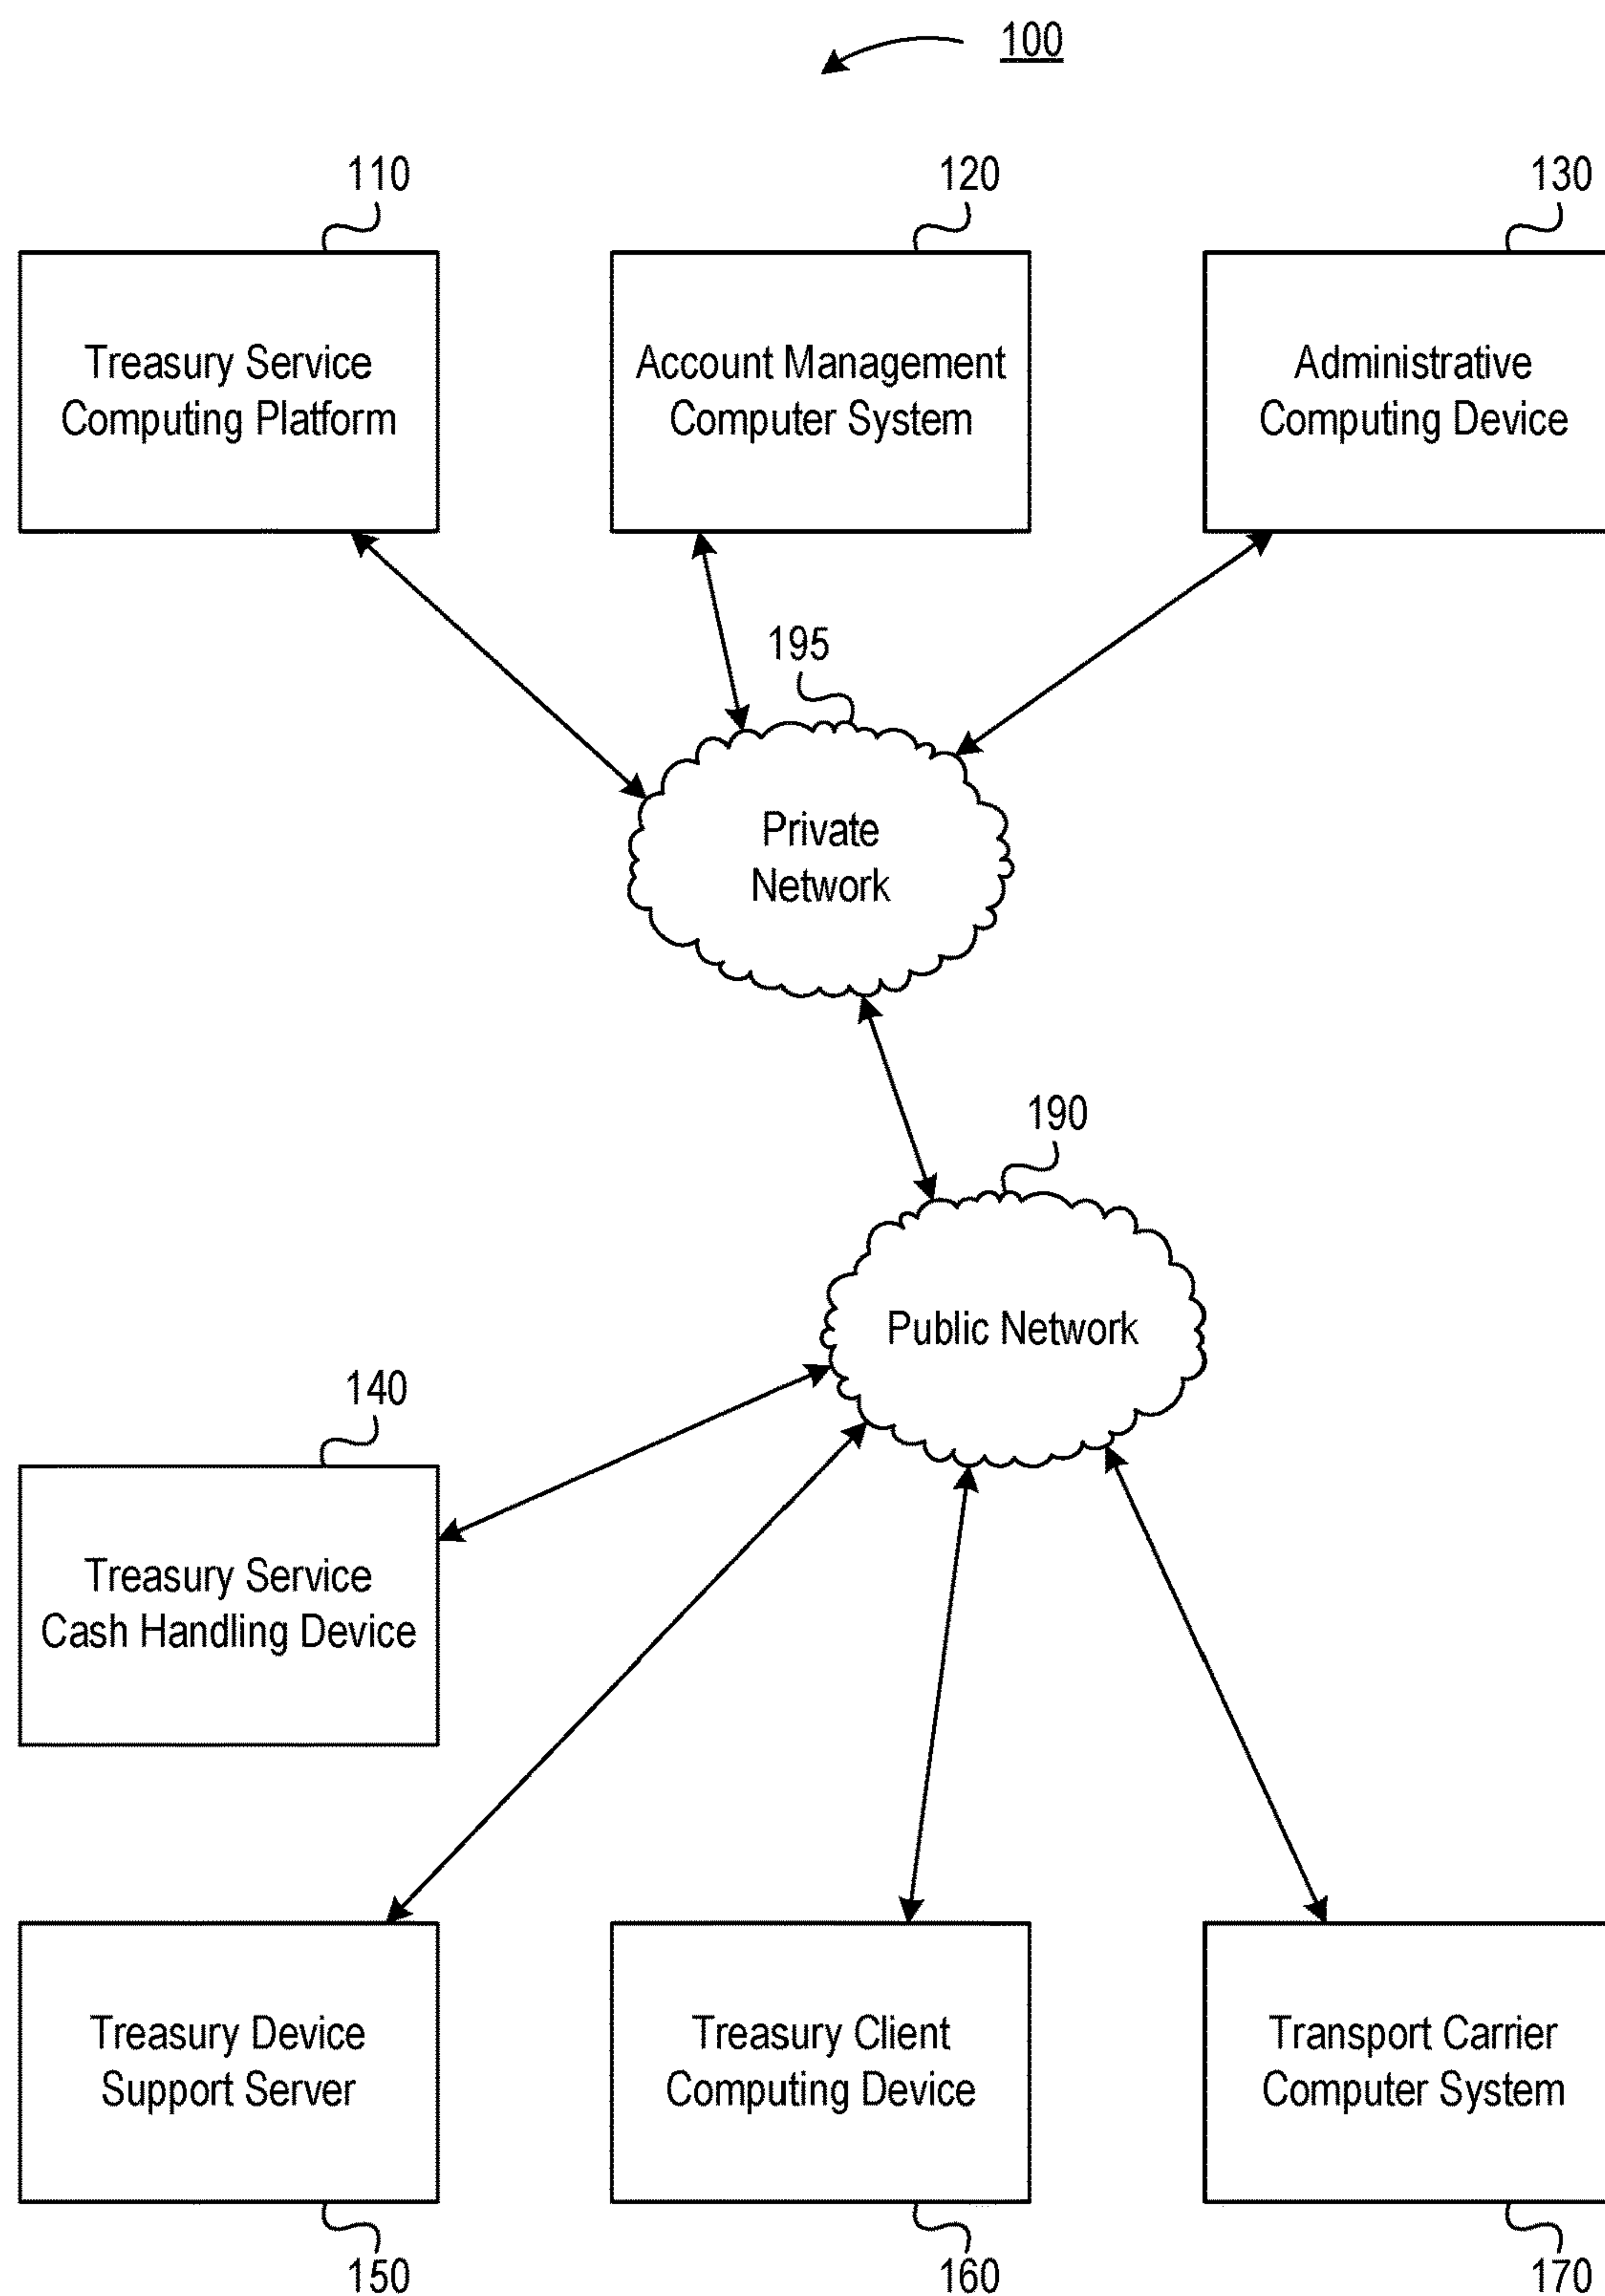 100
110
120
130
Treasury Service
Computing Platform
Account Management
Computer System
Administrative
Computing Device
195
Private
Network
190
Public Network
140
Treasury Service
Cash Handling Device
Treasury Device
Support Server
Treasury Client
Computing Device
Transport Carrier
Computer System
150
160
170